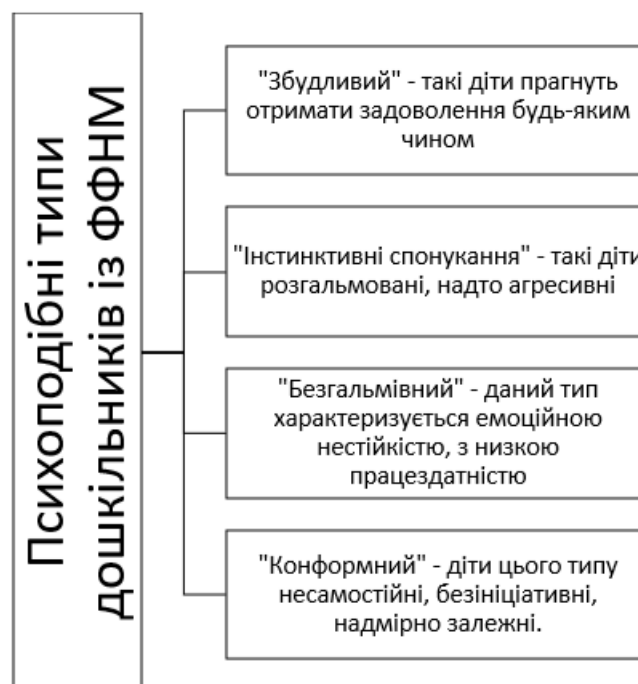 Психоподібні типи
дошкільників із ФФНМ
"Збудливий" - такі діти прагнуть
отримати задоволення будь-яким
чином
"Інстинктивні спонукання" - такі діти
розгальмовані, надто агресивні
"Безгальмівний" - даний тип
характеризується емоційною
нестійкістю, з низкою
працездатністю
"Конформний" - діти цього типу
несамостійні, безініціативні,
надмірно залежні.